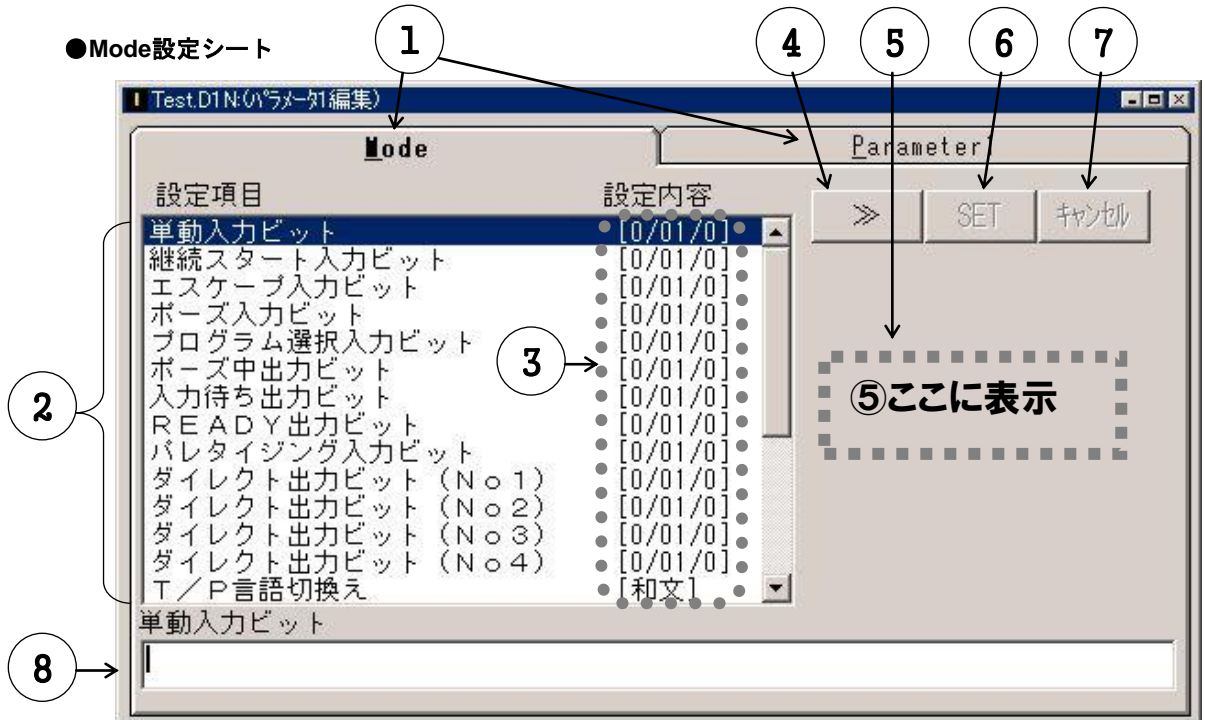 ●Mode設定シート
1
4
5
6
7
Test.D1N:(パラメータ1編集)
Mode
Parameter1
設定項目
設定内容
≫
SET
キャンセル
単動入力ビット [0/01/0]
継続スタート入力ビット [0/01/0]
エスケープ入力ビット [0/01/0]
ポーズ入力ビット [0/01/0]
プログラム選択入力ビット [0/01/0]
ポーズ中出力ビット [0/01/0]
入力待ち出力ビット [0/01/0]
READY出力ビット [0/01/0]
パレタイジング入力ビット [0/01/0]
ダイレクト出力ビット(No1) [0/01/0]
ダイレクト出力ビット(No2) [0/01/0]
ダイレクト出力ビット(No3) [0/01/0]
ダイレクト出力ビット(No4) [0/01/0]
T/P言語切換え [和文]
2
3
⑤ここに表示
単動入力ビット
8